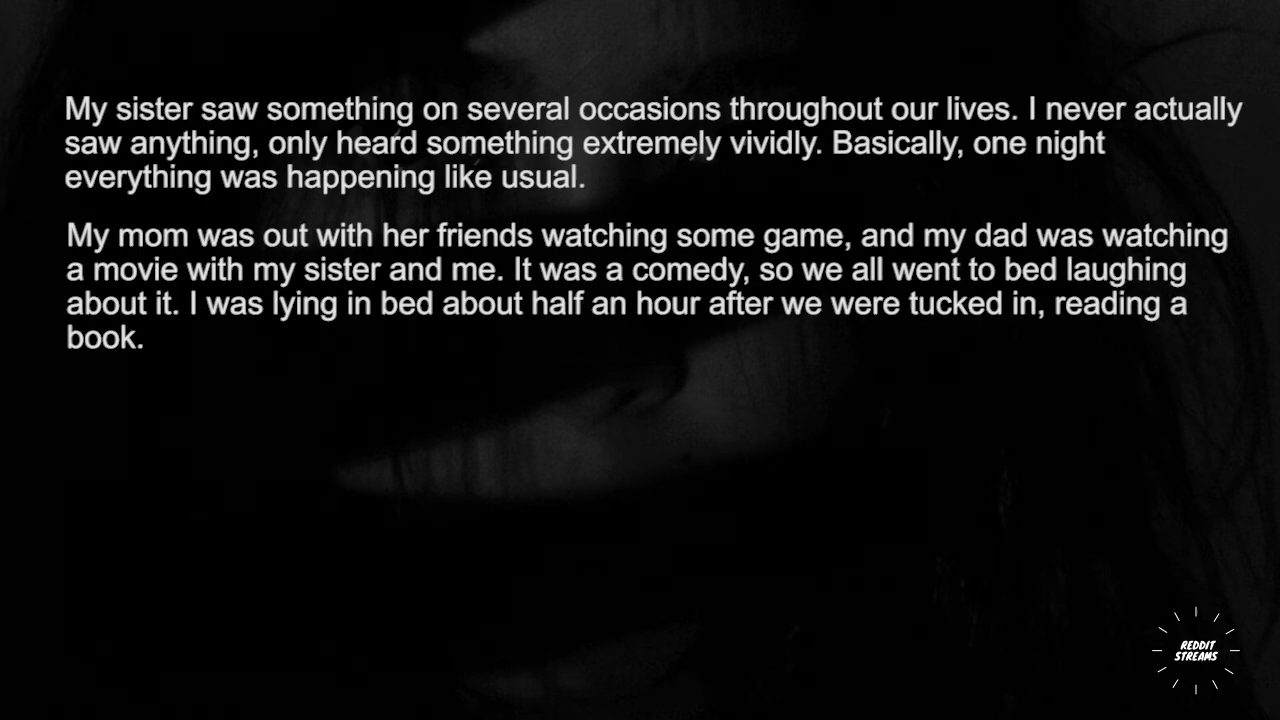 My sister saw something on several occasions throughout our lives. I never actually
saw anything, only heard something extremely vividly. Basically, one night
everything was happening like usual.
My mom was out with her friends watching some game, and my dad was watching
a movie with my sister and me. It was a comedy, so we all went to bed laughing
about it. I was lying in bed about half an hour after we were tucked in, reading a
book.
REDDIT
STREAMS